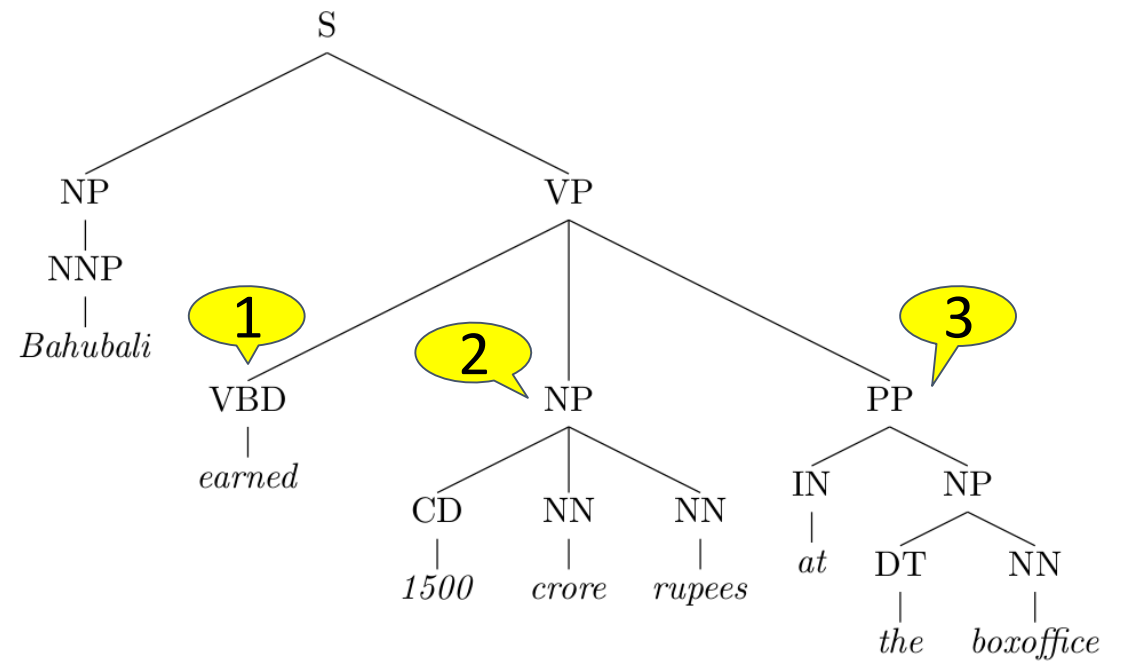 S
NP VP
NNP
1 3
Bahubali 2
VBD NP PP
earned IN NP
CD NN NN
1500 crore rupees at DT NN
the boxoffice